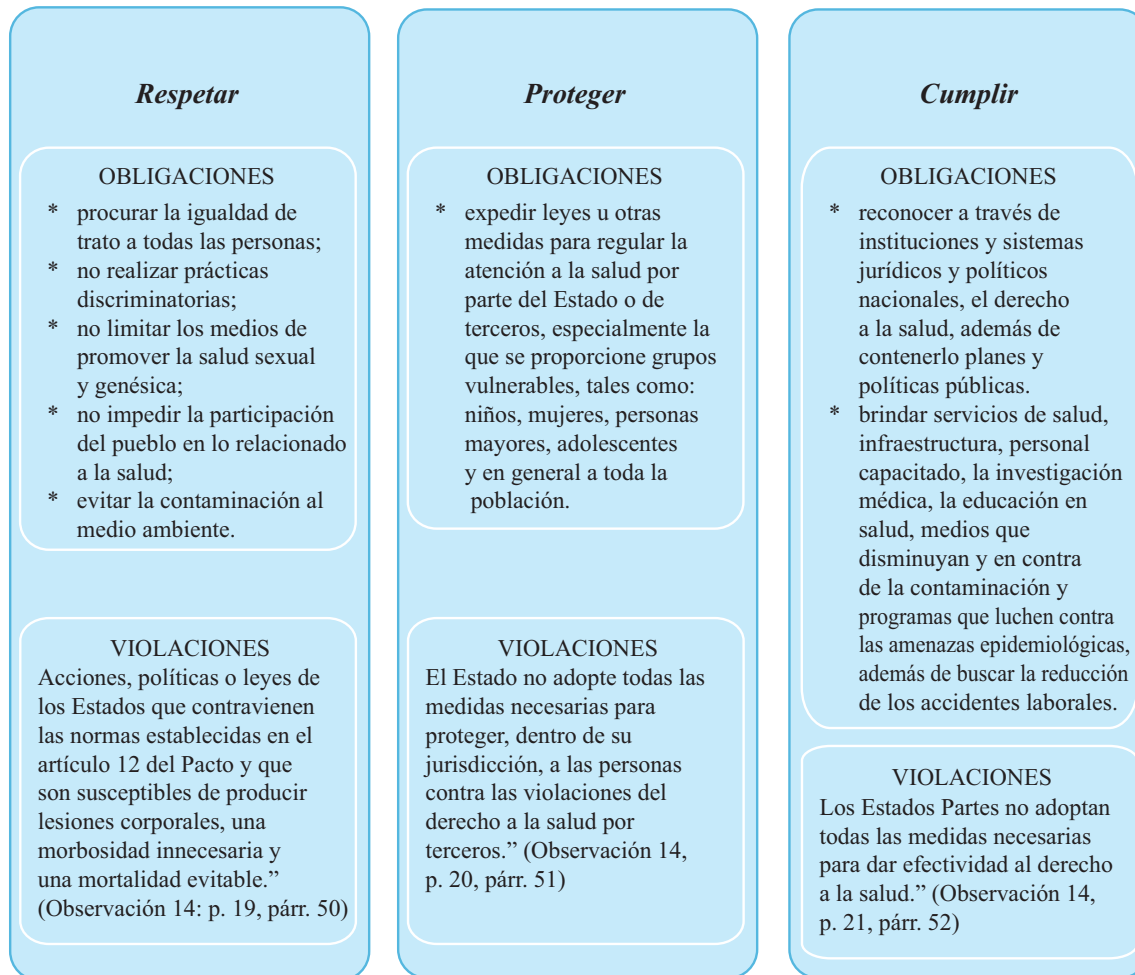 Respetar
OBLIGACIONES
* procurar la igualdad de
trato a todas las personas;
* no realizar prácticas
discriminatorias;
* no limitar los medios de
promover la salud sexual
y genésica;
* no impedir la participación
del pueblo en lo relacionado
a la salud;
* evitar la contaminación al
medio ambiente.
VIOLACIONES
Acciones, políticas o leyes de
los Estados que contravienen
las normas establecidas en el
artículo 12 del Pacto y que
son susceptibles de producir
lesiones corporales, una
morbosidad innecesaria y
una mortalidad evitable.”
(Observación 14: p. 19, párr. 50)
Proteger
OBLIGACIONES
* expedir leyes u otras
medidas para regular la
atención a la salud por
parte del Estado o de
terceros, especialmente la
que se proporcione grupos
vulnerables, tales como:
niños, mujeres, personas
mayores, adolescentes
y en general a toda la
población.
VIOLACIONES
El Estado no adopte todas las
medidas necesarias para
proteger, dentro de su
jurisdicción, a las personas
contra las violaciones del
derecho a la salud por
terceros.” (Observación 14,
p. 20, párr. 51)
Cumplir
OBLIGACIONES
* reconocer a través de
instituciones y sistemas
jurídicos y políticos
nacionales, el derecho
a la salud, además de
contenerlo planes y
políticas públicas.
* brindar servicios de salud,
infraestructura, personal
capacitado, la investigación
médica, la educación en
salud, medios que
disminuyan y en contra
de la contaminación y
programas que luchen contra
las amenazas epidemiológicas,
además de buscar la reducción
de los accidentes laborales.
VIOLACIONES
Los Estados Partes no adoptan
todas las medidas necesarias
para dar efectividad al derecho
a la salud.” (Observación 14,
p. 21, párr. 52)